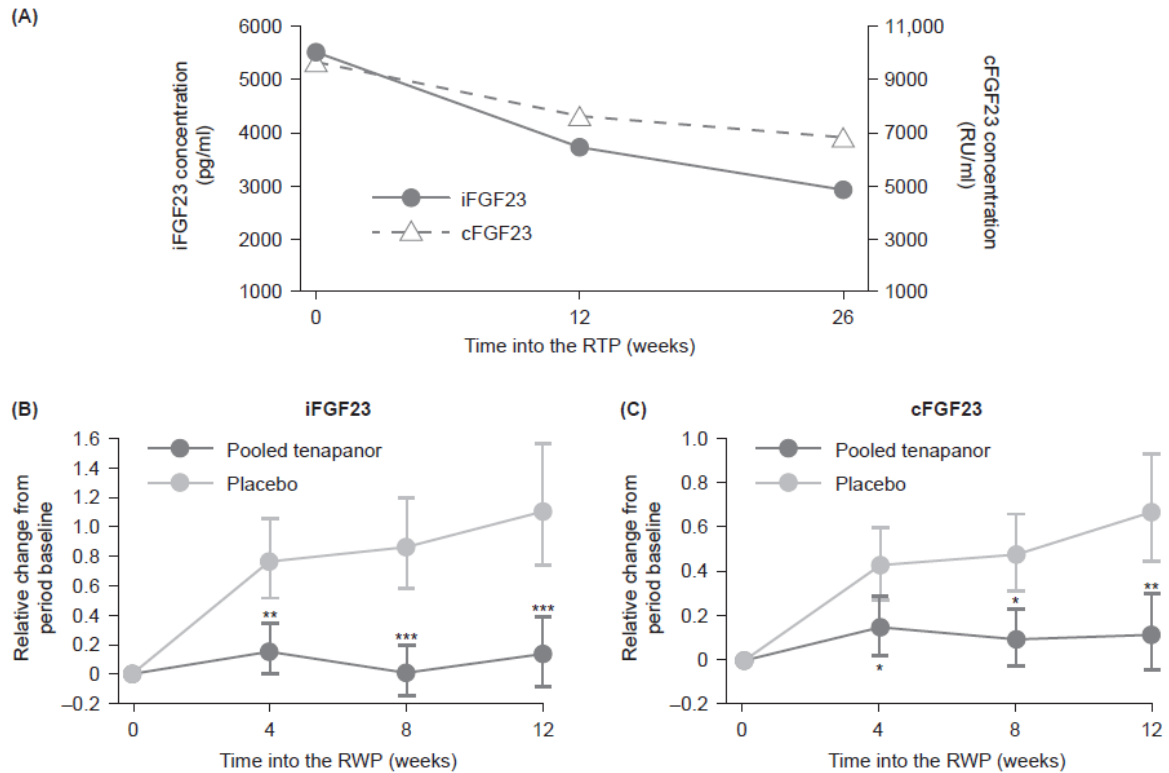 (A)
6000
5000
4000
3000
2000
1000
iFGF23 concentration
(pg/ml)
11,000
9000
7000
5000
3000
1000
cFGF23 concentration
(RU/ml)
iFGF23
cFGF23
0
12
26
Time into the RTP (weeks)
(B)
iFGF23
Pooled tenapanor
Placebo
1.6
1.4
1.2
1.0
0.8
0.6
0.4
0.2
0
–0.2
Relative change from
period baseline
**
***
***
0
4
8
12
Time into the RWP (weeks)
(C)
cFGF23
Pooled tenapanor
Placebo
1.0
0.8
0.6
0.4
0.2
0
–0.2
Relative change from
period baseline
*
*
**
0
4
8
12
Time into the RWP (weeks)